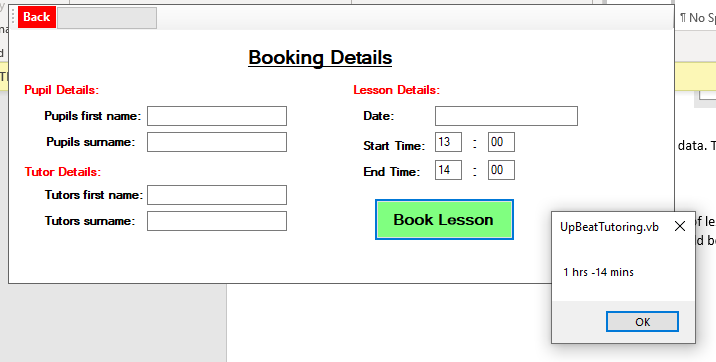 Back
¶ No Sp
Booking Details
Pupil Details:
Pupils first name:
Pupils surname:
Tutor Details:
Tutors first name:
Tutors surname:
Lesson Details:
Date:
Start Time: 13 : 00
End Time: 14 : 00
Book Lesson
data. T
of le
d be
UpBeatTutoring.vb
1 hrs -14 mins
OK